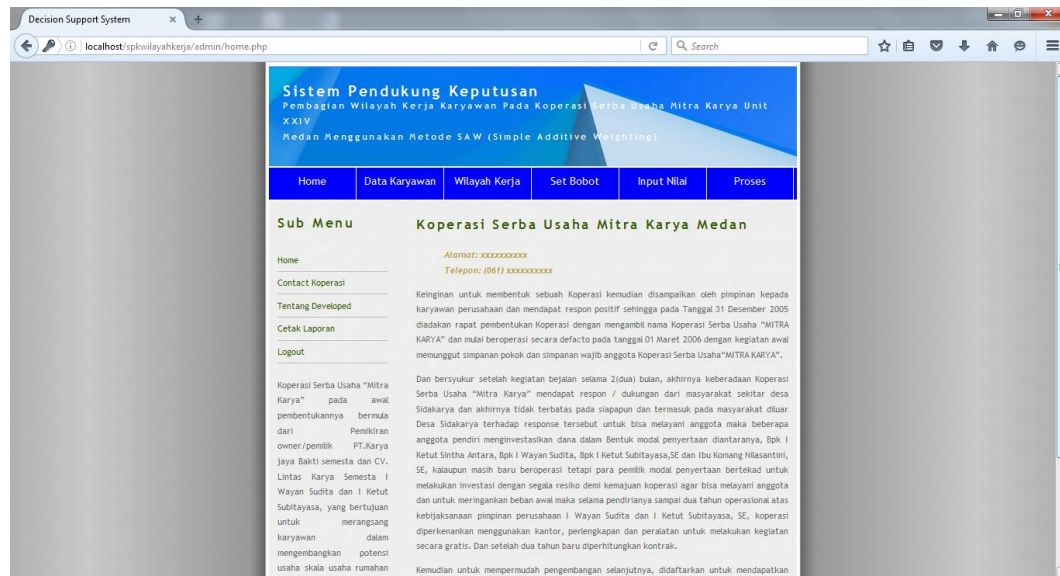 Decision Support System
localhost/spkwilayahkerja/admin/home.php
Search
Sistem Pendukung Keputusan
Pembagian Wilayah Kerja Karyawan Pada Koperasi Serba Usaha Mitra Karya Unit
XXIV
Medan Menggunakan Metode SAW (Simple Additive Weighting)
Home
Data Karyawan
Wilayah Kerja
Set Bobot
Input Nilai
Proses
Sub Menu
Home
Contact Koperasi
Tentang Developed
Cetak Laporan
Logout
Koperasi Serba Usaha "Mitra
Karya" pada awal
pembentukannya bermula
dari Pemikiran
owner/pemilik PT.Karya
jaya Bakti semesta dan CV.
Lintas Karya Semesta I
Wayan Sudita dan I Ketut
Subitayasa, yang bertujuan
untuk merangsang
karyawan dalam
mengembangkan potensi
usaha skala usaha rumahan
Koperasi Serba Usaha Mitra Karya Medan
Alamat: xxxxxxxxxx
Telepon: (061) xxxxxxxxxx
Keinginan untuk membentuk sebuah Koperasi kemudian disampaikan oleh pimpinan kepada
karyawan perusahaan dan mendapat respon positif sehingga pada Tanggal 31 Desember 2005
diadakan rapat pembentukan Koperasi dengan mengambil nama Koperasi Serba Usaha "MITRA
KARYA" dan mulai beroperasi secara defacto pada tanggal 01 Maret 2006 dengan kegiatan awal
memunggut simpanan pokok dan simpanan wajib anggota Koperasi Serba Usaha"MITRA KARYA".
Dan bersyukur setelah kegiatan bejalan selama 2(dua) bulan, akhirnya keberadaan Koperasi
Serba Usaha "Mitra Karya" mendapat respon / dukungan dari masyarakat sekitar desa
Sidakarya dan akhirnya tidak terbatas pada siapapun dan termasuk pada masyarakat diluar
Desa Sidakarya terhadap response tersebut untuk bisa melayani anggota maka beberapa
anggota pendiri menginvestasikan dana dalam Bentuk modal penyertaan diantaranya, Bpk I
Ketut Sintha Antara, Bpk I Wayan Sudita, Bpk I Ketut Subitayasa,SE dan Ibu Komang Nilasantini,
SE, kalaupun masih baru beroperasi tetapi para pemilik modal penyertaan bertekad untuk
melakukan investasi dengan segala resiko demi kemajuan koperasi agar bisa melayani anggota
dan untuk meringankan beban awal maka selama pendirianya sampai dua tahun operasional atas
kebijaksanaan pimpinan perusahaan I Wayan Sudita dan I Ketut Subitayasa, SE, koperasi
diperkenankan menggunakan kantor, perlengkapan dan peralatan untuk melakukan kegiatan
secara gratis. Dan setelah dua tahun baru diperhitungkan kontrak.
Kemudian untuk mempermudah pengembangan selanjutnya, didaftarkan untuk mendapatkan